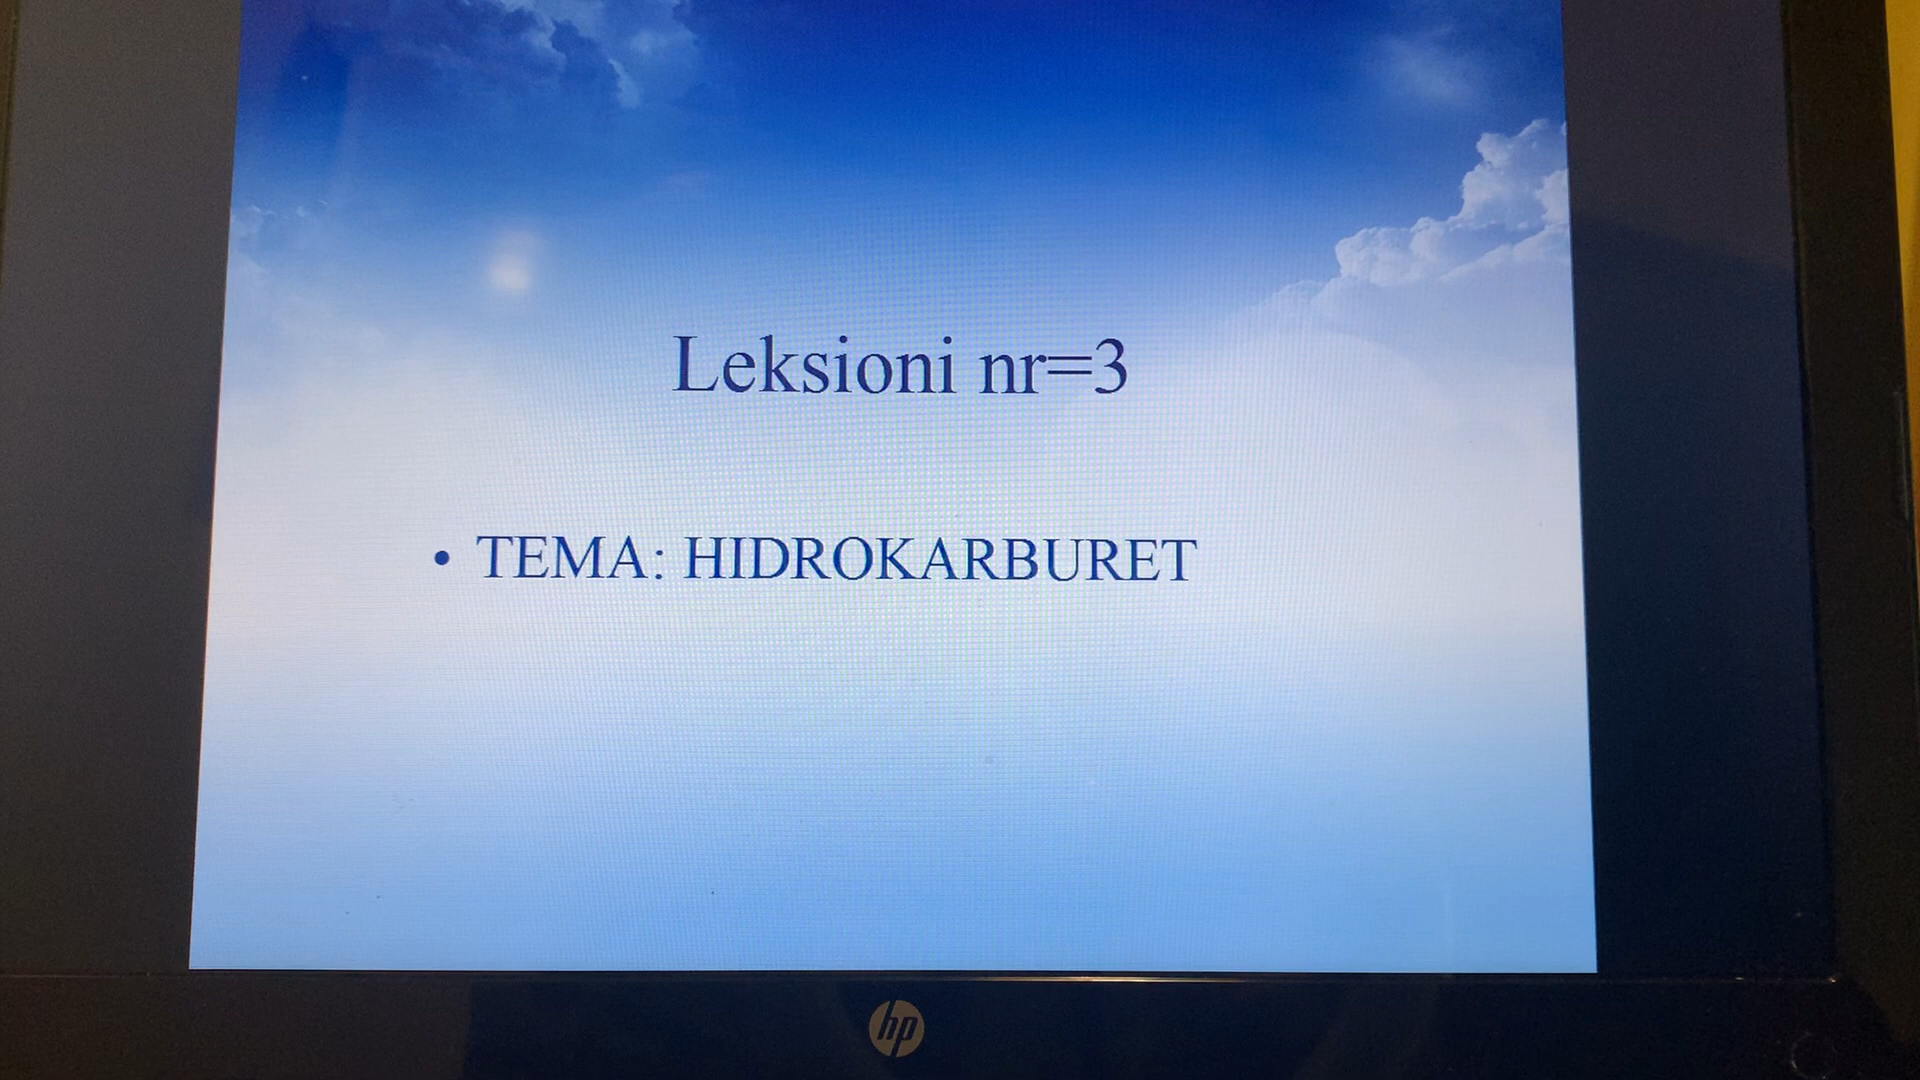 Leksioni nr=3
• TEMA: HIDROKARBURET
hp